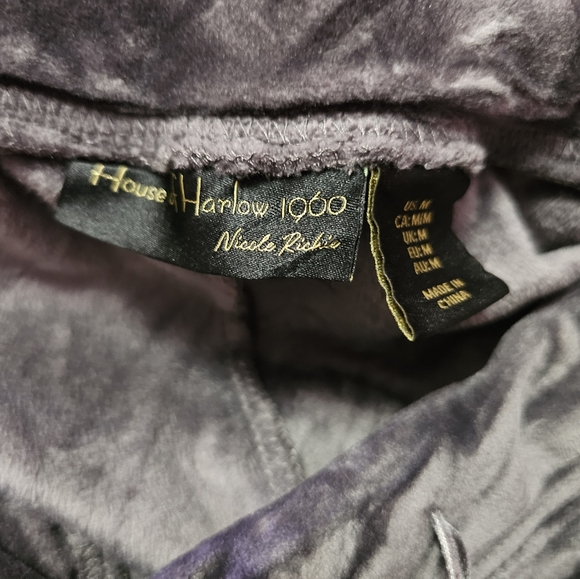 House of Harlow 1960
Nicole Richie
US: M
CA: M/M
UK: M
EU: M
AU: M
MADE IN
CHINA